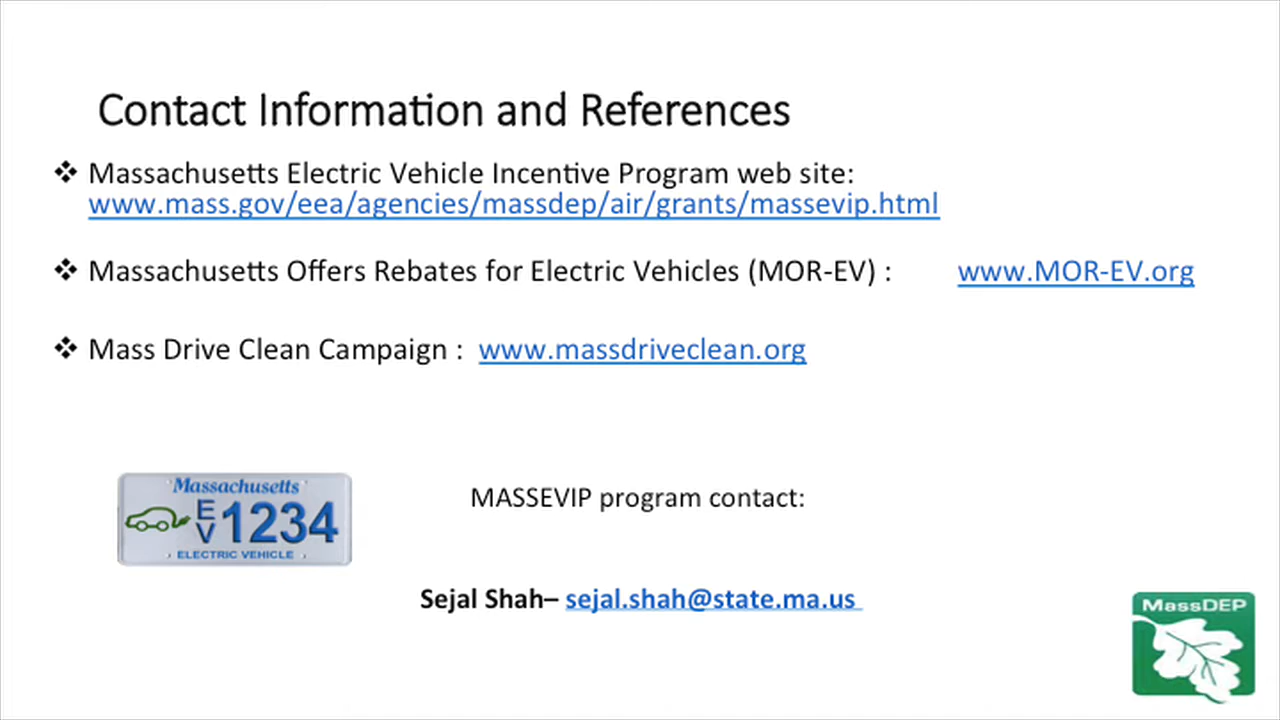 Contact Information and References
❖ Massachusetts Electric Vehicle Incentive Program web site:
www.mass.gov/eea/agencies/massdep/air/grants/massevip.html
❖ Massachusetts Offers Rebates for Electric Vehicles (MOR-EV) : www.MOR-EV.org
❖ Mass Drive Clean Campaign : www.massdriveclean.org
Massachusetts
EV 1234
ELECTRIC VEHICLE
MASSEVIP program contact:
Sejal Shah– sejal.shah@state.ma.us
MassDEP